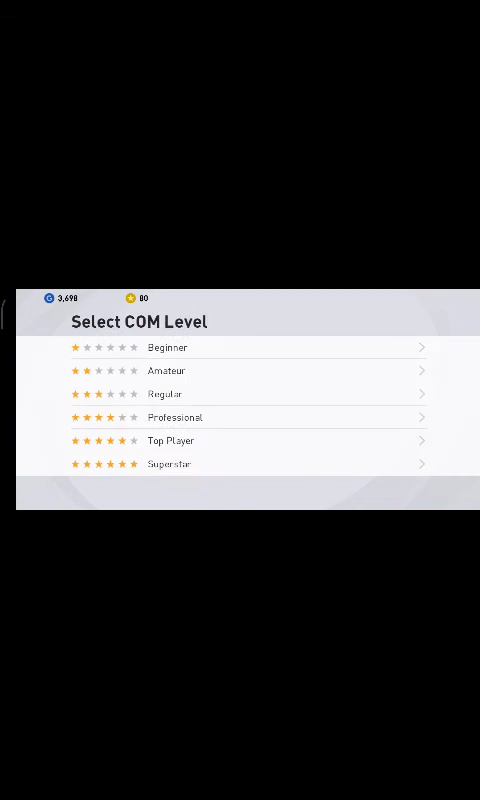 G 3,698 80
Select COM Level
Beginner
Amateur
Regular
Professional
Top Player
Superstar